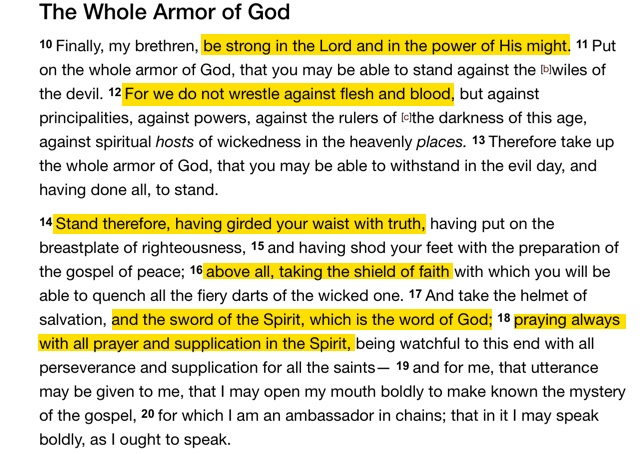 The Whole Armor of God
10 Finally, my brethren, be strong in the Lord and in the power of His might. 11 Put
on the whole armor of God, that you may be able to stand against the [b]wiles of
the devil. 12 For we do not wrestle against flesh and blood, but against
principalities, against powers, against the rulers of [c]the darkness of this age,
against spiritual hosts of wickedness in the heavenly places. 13 Therefore take up
the whole armor of God, that you may be able to withstand in the evil day, and
having done all, to stand.
14 Stand therefore, having girded your waist with truth, having put on the
breastplate of righteousness, 15 and having shod your feet with the preparation of
the gospel of peace; 16 above all, taking the shield of faith with which you will be
able to quench all the fiery darts of the wicked one. 17 And take the helmet of
salvation, and the sword of the Spirit, which is the word of God; 18 praying always
with all prayer and supplication in the Spirit, being watchful to this end with all
perseverance and supplication for all the saints— 19 and for me, that utterance
may be given to me, that I may open my mouth boldly to make known the mystery
of the gospel, 20 for which I am an ambassador in chains; that in it I may speak
boldly, as I ought to speak.